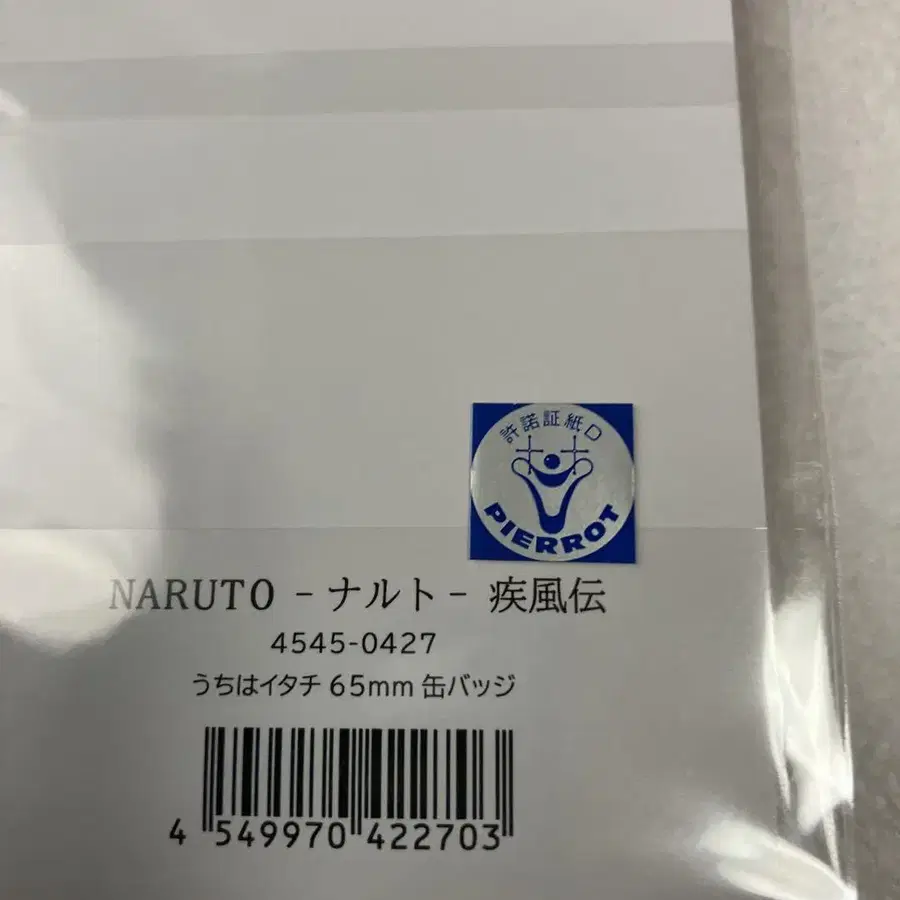 許諾証紙D
PIERROT
NARUTO －ナルト－ 疾風伝
4545-0427
うちはイタチ 65mm 缶バッジ
4 549970 422703